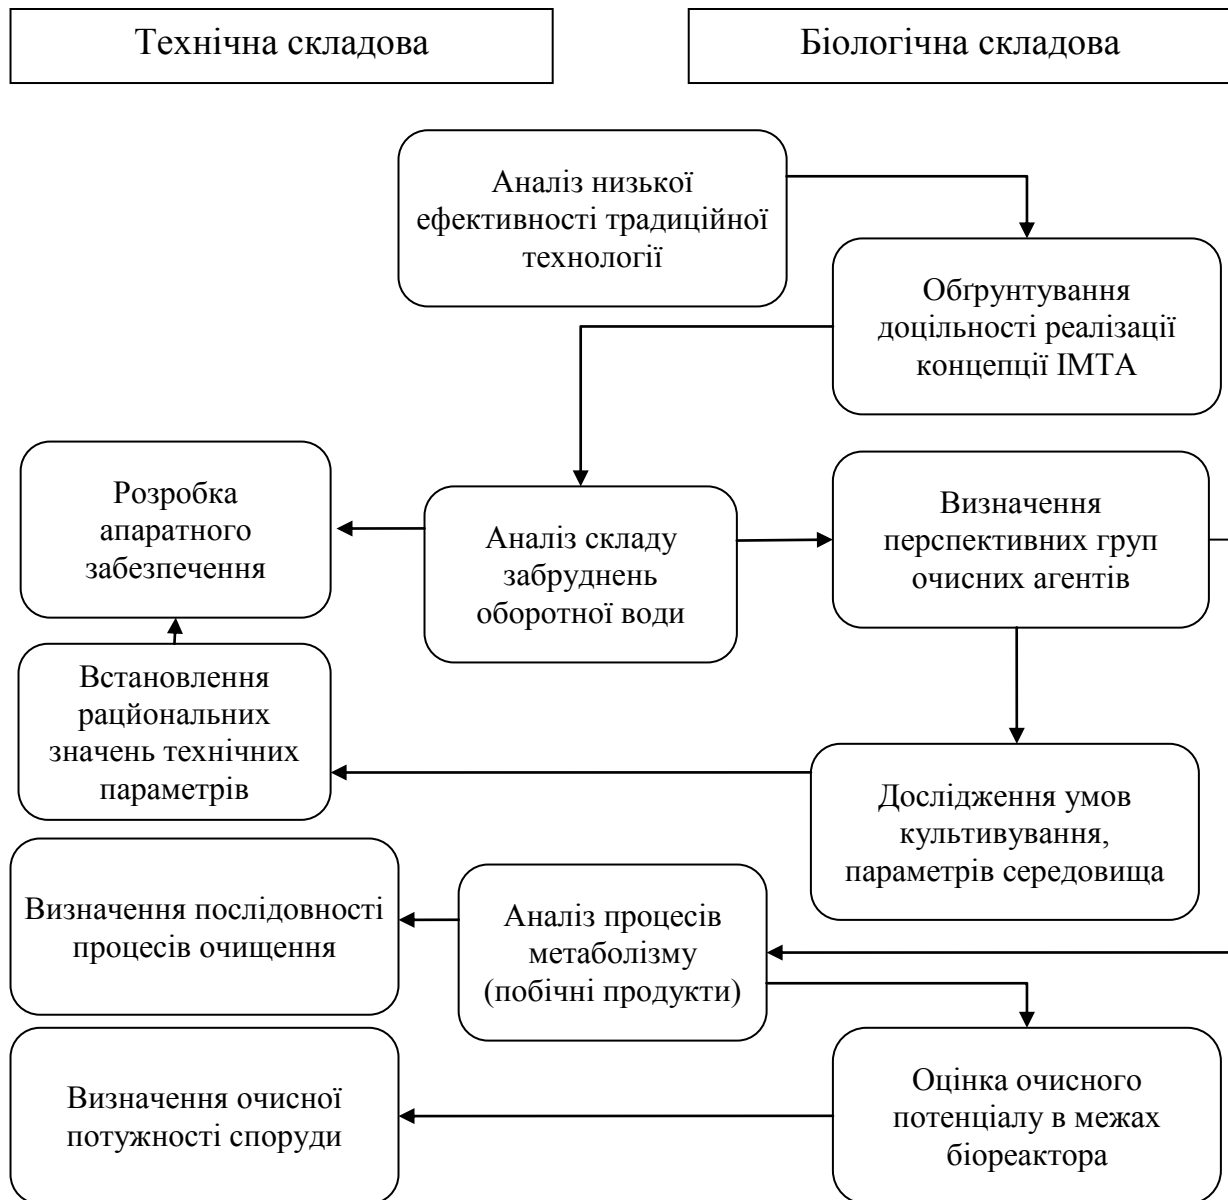 Технічна складова
Біологічна складова
Аналіз низької
ефективності традиційної
технології
Обґрунтування
доцільності реалізації
концепції ІМТА
Розробка
апаратного
забезпечення
Аналіз складу
забруднень
оборотної води
Визначення
перспективних груп
очисних агентів
Встановлення
рацйональних
значень технічних
параметрів
Дослідження умов
культивування,
параметрів середовища
Визначення послідовності
процесів очищення
Аналіз процесів
метаболізму
(побічні продукти)
Визначення очисної
потужності споруди
Оцінка очисного
потенціалу в межах
біореактора